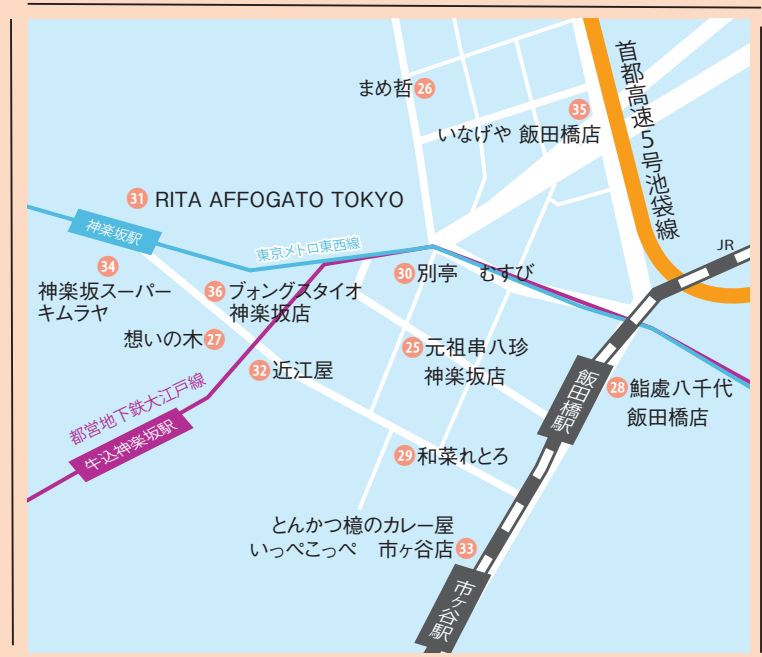 まめ哲 26
35
いなげや 飯田橋店
首都高速5号池袋線
31 RITA AFFOGATO TOKYO
神楽坂駅
東京メトロ東西線
JR
34
神楽坂スーパー
キムラヤ
36 ブォングスタイオ
神楽坂店
30 別亭　むすび
想いの木 27
32 近江屋
25 元祖串八珍
神楽坂店
飯田橋駅
28 鮨處八千代
飯田橋店
都営地下鉄大江戸線
牛込神楽坂駅
29 和菜れとろ
とんかつ檍のカレー屋
いっぺこっぺ　市ヶ谷店 33
市ケ谷駅